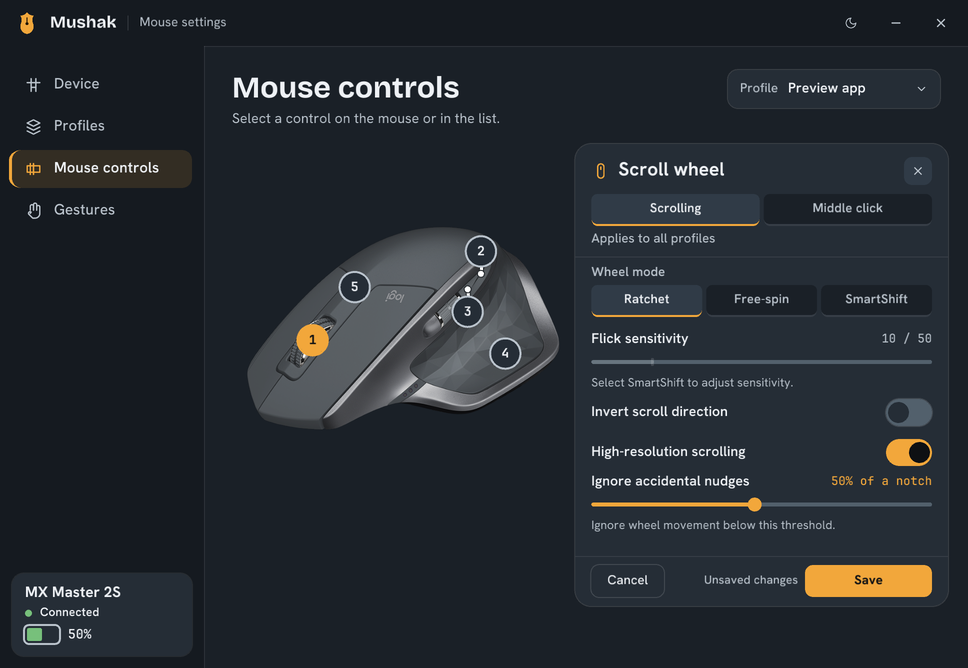 Mushak
Mouse settings
Device
Profiles
Mouse controls
Gestures
MX Master 2S
Connected
50%
Mouse controls
Select a control on the mouse or in the list.
Profile Preview app
logi
1
2
3
4
5
Scroll wheel
Scrolling
Middle click
Applies to all profiles
Wheel mode
Ratchet
Free-spin
SmartShift
Flick sensitivity
10 / 50
Select SmartShift to adjust sensitivity.
Invert scroll direction
High-resolution scrolling
Ignore accidental nudges
50% of a notch
Ignore wheel movement below this threshold.
Cancel
Unsaved changes
Save